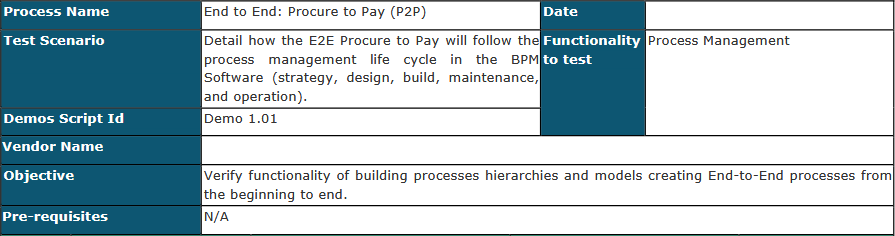 Process Name End to End: Procure to Pay (P2P) Date
Test Scenario Detail how the E2E Procure to Pay will follow the Functionality Process Management
process management life cycle in the BPM to test
Software (strategy, design, build, maintenance,
and operation).
Demos Script Id Demo 1.01
Vendor Name
Objective Verify functionality of building processes hierarchies and models creating End-to-End processes from
the beginning to end.
Pre-requisites N/A